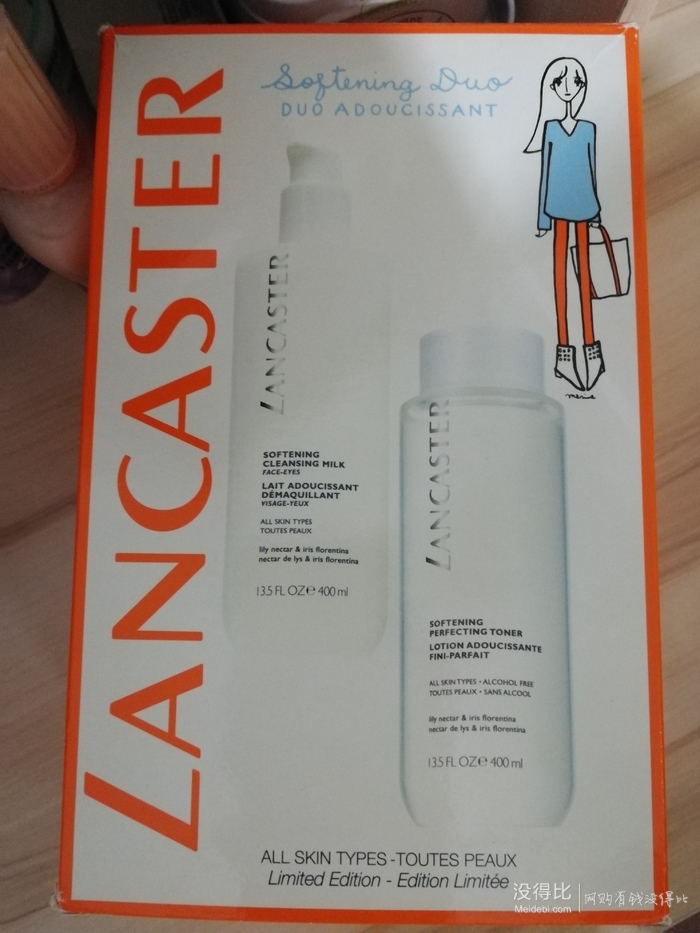 LANCASTER
Softening Duo
DUO ADOUCISSANT
LANCASTER
SOFTENING
CLEANSING MILK
FACE-EYES
LAIT ADOUCISSANT
DÉMAQUILLANT
VISAGE-YEUX
ALL SKIN TYPES
TOUTES PEAUX
lily nectar & iris florentina
nectar de lys & iris florentina
13.5 FL OZ℮ 400 ml
LANCASTER
SOFTENING
PERFECTING TONER
LOTION ADOUCISSANTE
FINI-PARFAIT
ALL SKIN TYPES • ALCOHOL FREE
TOUTES PEAUX • SANS ALCOOL
lily nectar & iris florentina
nectar de lys & iris florentina
13.5 FL OZ℮ 400 ml
ALL SKIN TYPES -TOUTES PEAUX
Limited Edition - Edition Limitée
没得比 网购有钱没得比
Meidebi.com